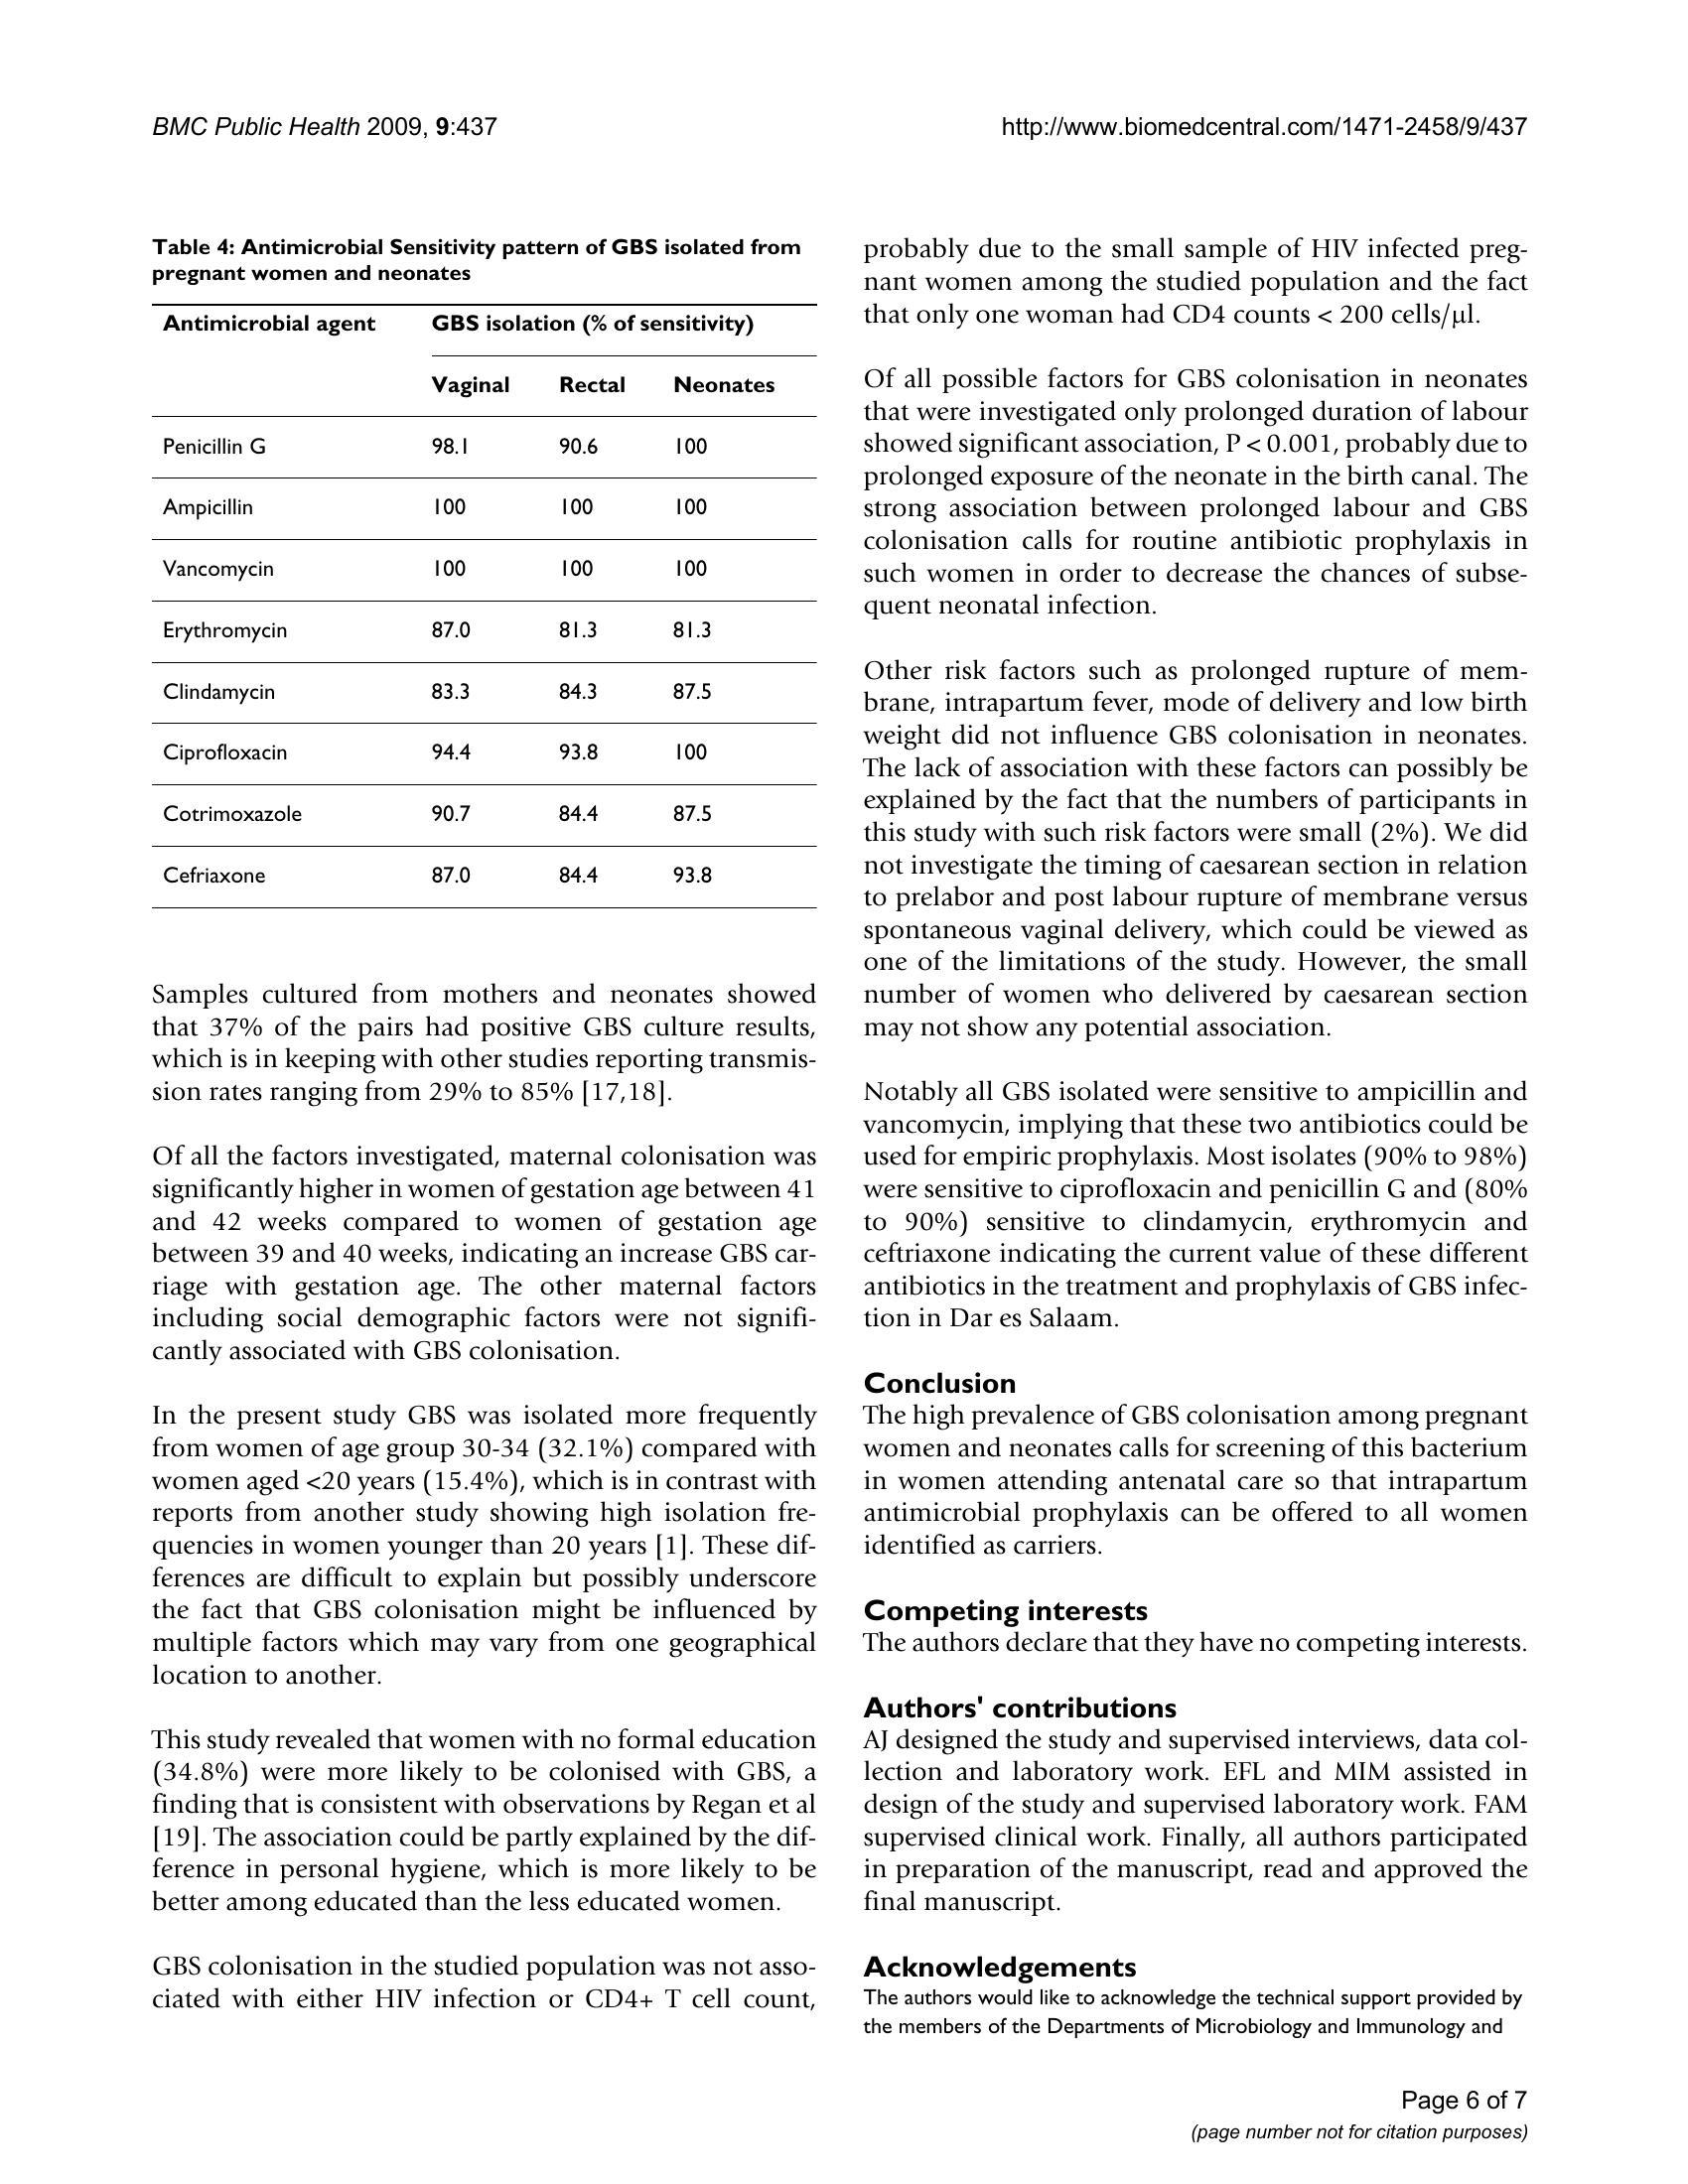 BMC Public Health 2009, 9:437
http://www.biomedcentral.com/1471-2458/9/437
Table 4: Antimicrobial Sensitivity pattern of GBS isolated from
pregnant women and neonates
Antimicrobial agent GBS isolation (% of sensitivity)
Vaginal Rectal Neonates
Penicillin G 98.1 90.6 100
Ampicillin 100 100 100
Vancomycin 100 100 100
Erythromycin 87.0 81.3 81.3
Clindamycin 83.3 84.3 87.5
Ciprofloxacin 94.4 93.8 100
Cotrimoxazole 90.7 84.4 87.5
Cefriaxone 87.0 84.4 93.8
Samples cultured from mothers and neonates showed
that 37% of the pairs had positive GBS culture results,
which is in keeping with other studies reporting transmis-
sion rates ranging from 29% to 85% [17,18].
Of all the factors investigated, maternal colonisation was
significantly higher in women of gestation age between 41
and 42 weeks compared to women of gestation age
between 39 and 40 weeks, indicating an increase GBS car-
riage with gestation age. The other maternal factors
including social demographic factors were not signifi-
cantly associated with GBS colonisation.
In the present study GBS was isolated more frequently
from women of age group 30-34 (32.1%) compared with
women aged <20 years (15.4%), which is in contrast with
reports from another study showing high isolation fre-
quencies in women younger than 20 years [1]. These dif-
ferences are difficult to explain but possibly underscore
the fact that GBS colonisation might be influenced by
multiple factors which may vary from one geographical
location to another.
This study revealed that women with no formal education
(34.8%) were more likely to be colonised with GBS, a
finding that is consistent with observations by Regan et al
[19]. The association could be partly explained by the dif-
ference in personal hygiene, which is more likely to be
better among educated than the less educated women.
GBS colonisation in the studied population was not asso-
ciated with either HIV infection or CD4+ T cell count,
probably due to the small sample of HIV infected preg-
nant women among the studied population and the fact
that only one woman had CD4 counts < 200 cells/μl.
Of all possible factors for GBS colonisation in neonates
that were investigated only prolonged duration of labour
showed significant association, P < 0.001, probably due to
prolonged exposure of the neonate in the birth canal. The
strong association between prolonged labour and GBS
colonisation calls for routine antibiotic prophylaxis in
such women in order to decrease the chances of subse-
quent neonatal infection.
Other risk factors such as prolonged rupture of mem-
brane, intrapartum fever, mode of delivery and low birth
weight did not influence GBS colonisation in neonates.
The lack of association with these factors can possibly be
explained by the fact that the numbers of participants in
this study with such risk factors were small (2%). We did
not investigate the timing of caesarean section in relation
to prelabor and post labour rupture of membrane versus
spontaneous vaginal delivery, which could be viewed as
one of the limitations of the study. However, the small
number of women who delivered by caesarean section
may not show any potential association.
Notably all GBS isolated were sensitive to ampicillin and
vancomycin, implying that these two antibiotics could be
used for empiric prophylaxis. Most isolates (90% to 98%)
were sensitive to ciprofloxacin and penicillin G and (80%
to 90%) sensitive to clindamycin, erythromycin and
ceftriaxone indicating the current value of these different
antibiotics in the treatment and prophylaxis of GBS infec-
tion in Dar es Salaam.
Conclusion
The high prevalence of GBS colonisation among pregnant
women and neonates calls for screening of this bacterium
in women attending antenatal care so that intrapartum
antimicrobial prophylaxis can be offered to all women
identified as carriers.
Competing interests
The authors declare that they have no competing interests.
Authors' contributions
AJ designed the study and supervised interviews, data col-
lection and laboratory work. EFL and MIM assisted in
design of the study and supervised laboratory work. FAM
supervised clinical work. Finally, all authors participated
in preparation of the manuscript, read and approved the
final manuscript.
Acknowledgements
The authors would like to acknowledge the technical support provided by
the members of the Departments of Microbiology and Immunology and
Page 6 of 7
(page number not for citation purposes)